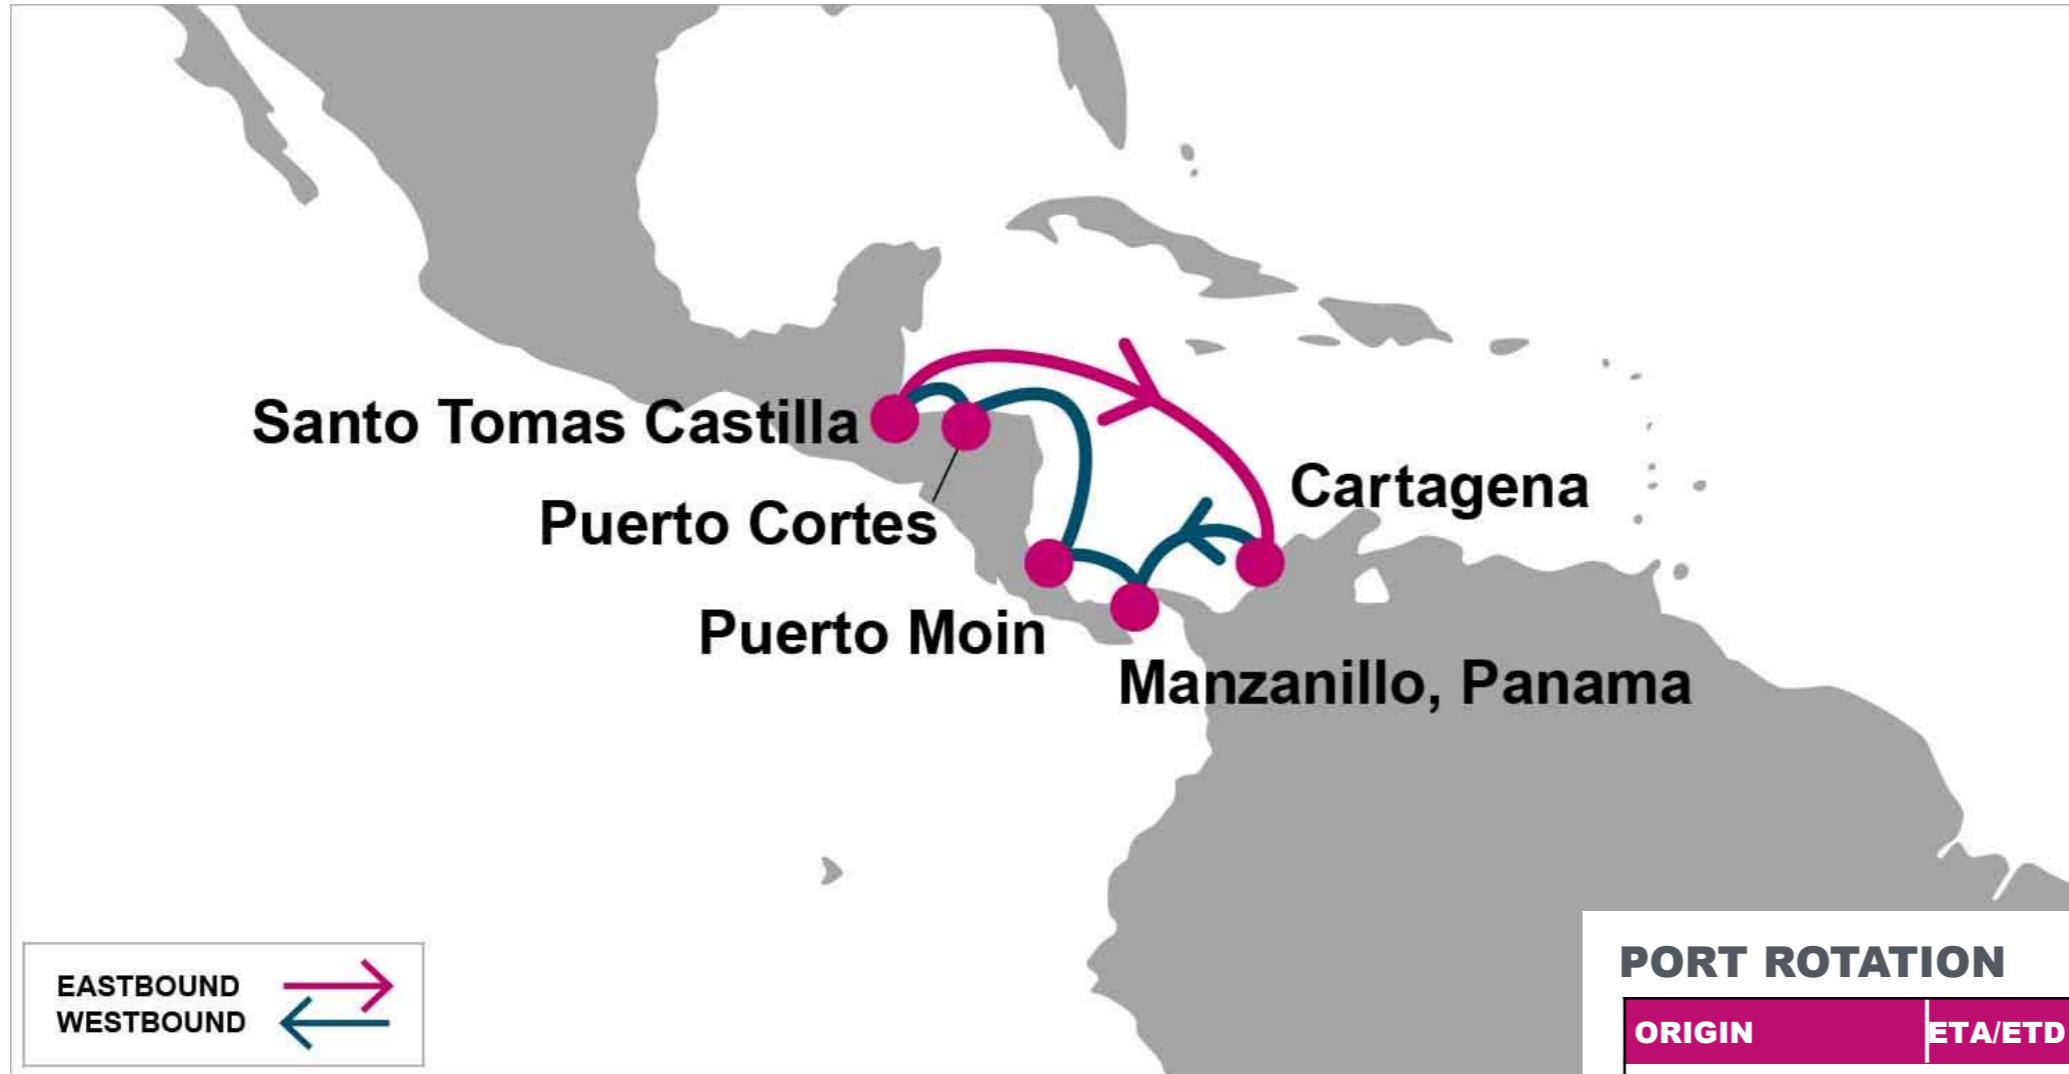 Santo Tomas Castilla
Cartagena
Puerto Cortes
Puerto Moin
Manzanillo, Panama
EASTBOUND
WESTBOUND
PORT ROTATION
ORIGIN ETA/ETD